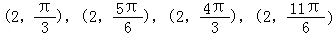 (2, π/3), (2, 5π/6), (2, 4π/3), (2, 11π/6)